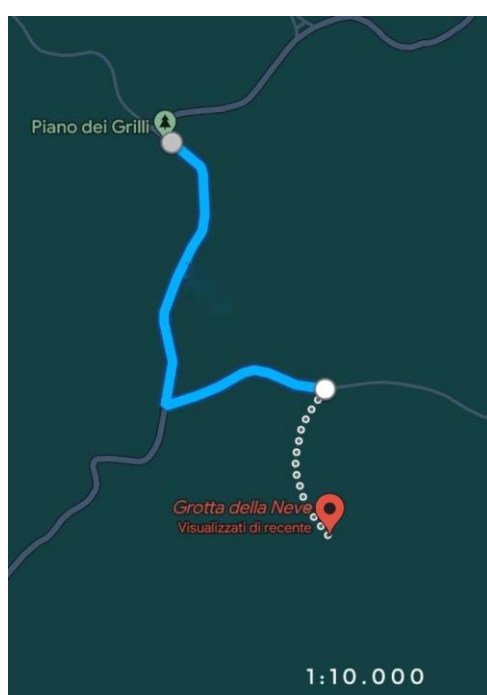 Piano dei Grilli
Grotta della Neve
Visualizzati di recente
1:10.000